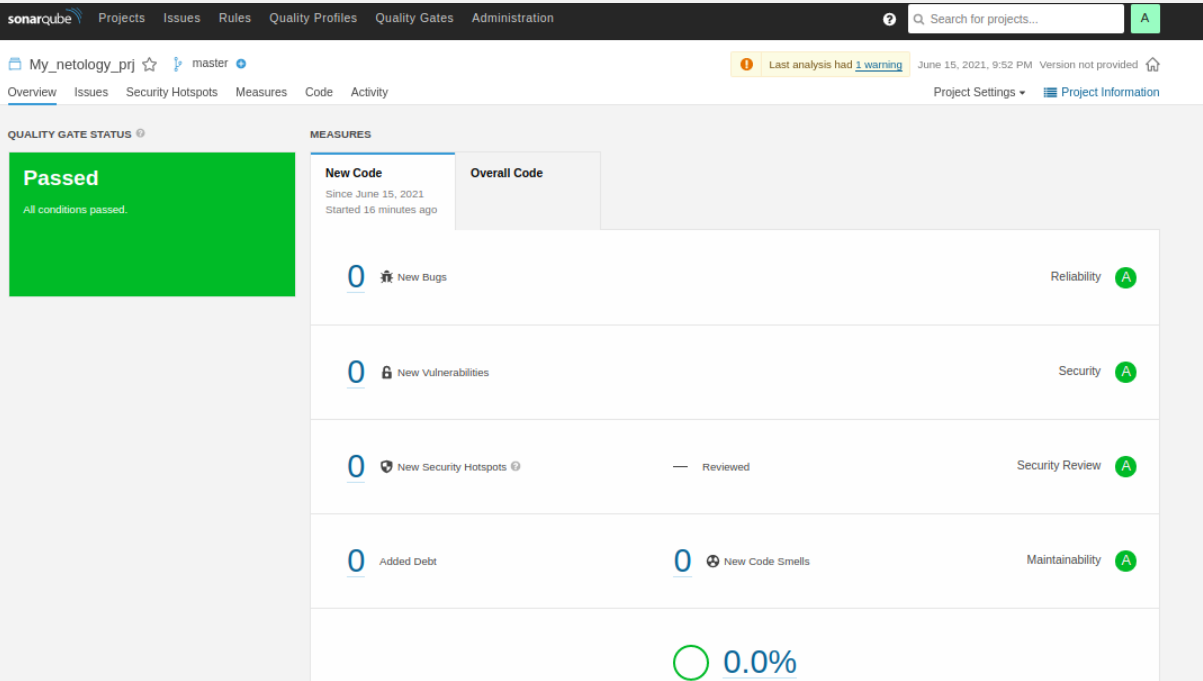 sonarqube Projects Issues Rules Quality Profiles Quality Gates Administration ? Search for projects... A
My_netology_prj master Last analysis had 1 warning June 15, 2021, 9:52 PM Version not provided
Overview Issues Security Hotspots Measures Code Activity Project Settings Project Information
QUALITY GATE STATUS ? MEASURES
Passed
All conditions passed.
New Code Overall Code
Since June 15, 2021
Started 16 minutes ago
0 New Bugs Reliability A
0 New Vulnerabilities Security A
0 New Security Hotspots ? — Reviewed Security Review A
0 Added Debt 0 New Code Smells Maintainability A
0.0%